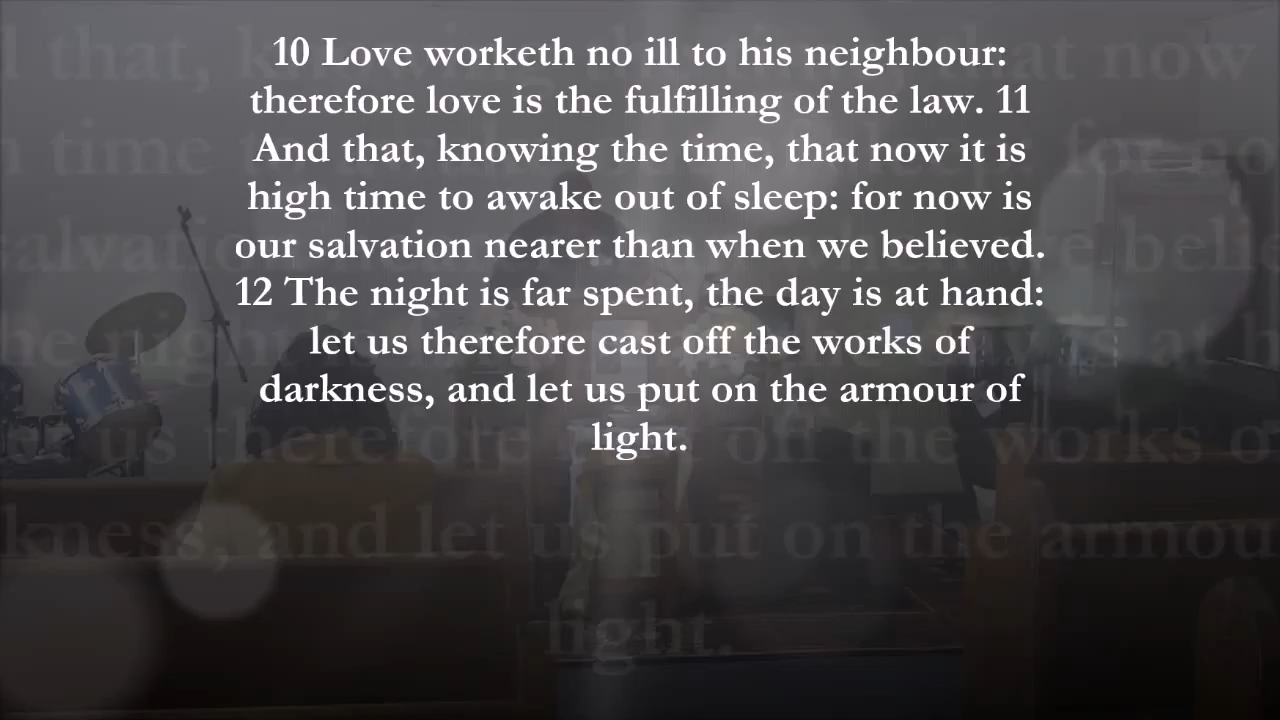 10 Love worketh no ill to his neighbour:
therefore love is the fulfilling of the law. 11
And that, knowing the time, that now it is
high time to awake out of sleep: for now is
our salvation nearer than when we believed.
12 The night is far spent, the day is at hand:
let us therefore cast off the works of
darkness, and let us put on the armour of
light.